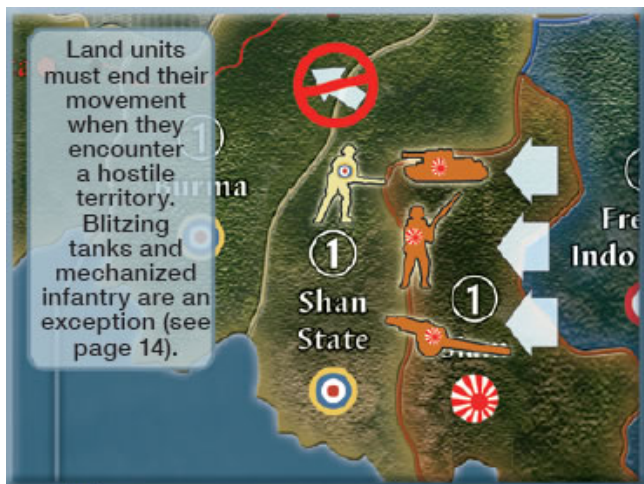 Land units
must end their
movement
when they
encounter
a hostile
territory.
Blitzing
tanks and
mechanized
infantry are an
exception (see
page 14).
1
Burma
1
Shan
State
1
Fre
Indo